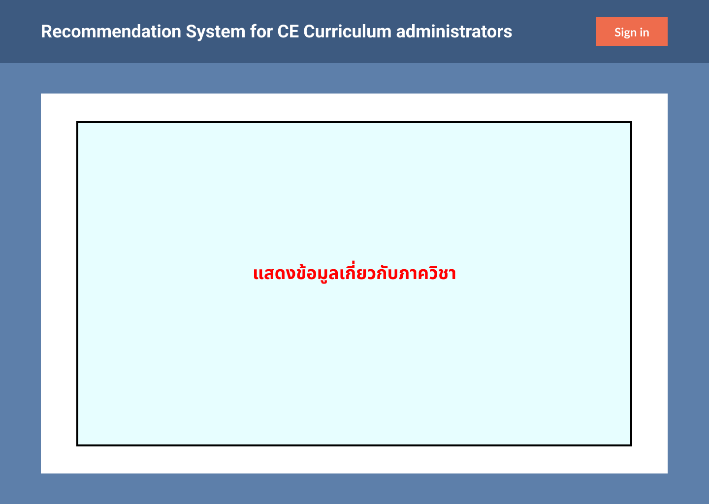 Recommendation System for CE Curriculum administrators
Sign in
แสดงข้อมูลเกี่ยวกับภาควิชา